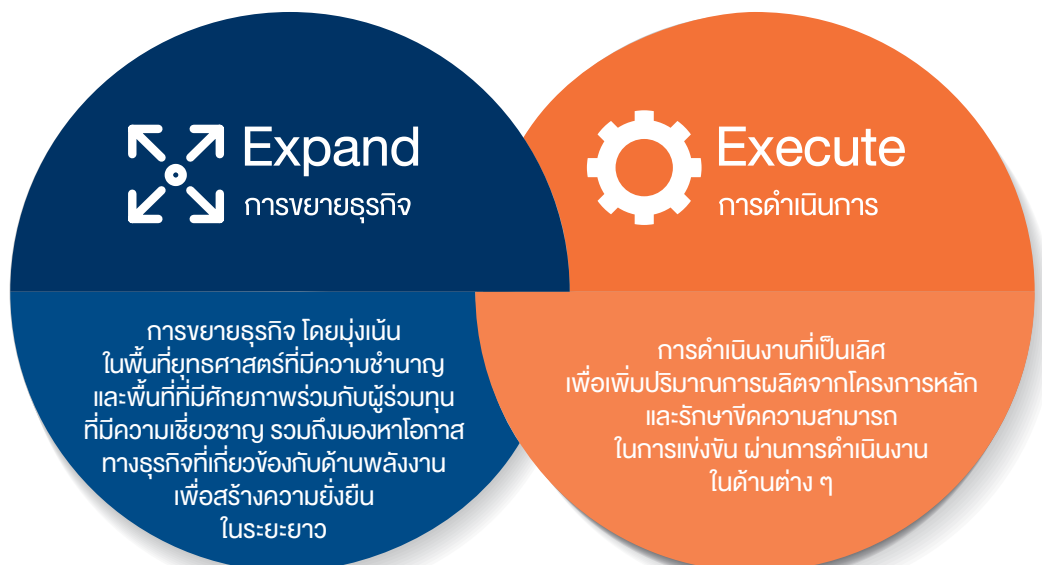 Expand
การขยายธุรกิจ
การขยายธุรกิจ โดยมุ่งเน้น
ในพื้นที่ยุทธศาสตร์ที่มีความชำนาญ
และพื้นที่ที่มีศักยภาพร่วมกับผู้ร่วมทุน
ที่มีความเชี่ยวชาญ รวมถึงมองหาโอกาส
ทางธุรกิจที่เกี่ยวข้องกับด้านพลังงาน
เพื่อสร้างความยั่งยืน
ในระยะยาว
Execute
การดำเนินการ
การดำเนินงานที่เป็นเลิศ
เพื่อเพิ่มปริมาณการผลิตจากโครงการหลัก
และรักษาขีดความสามารถ
ในการแข่งขัน ผ่านการดำเนินงาน
ในด้านต่าง ๆ